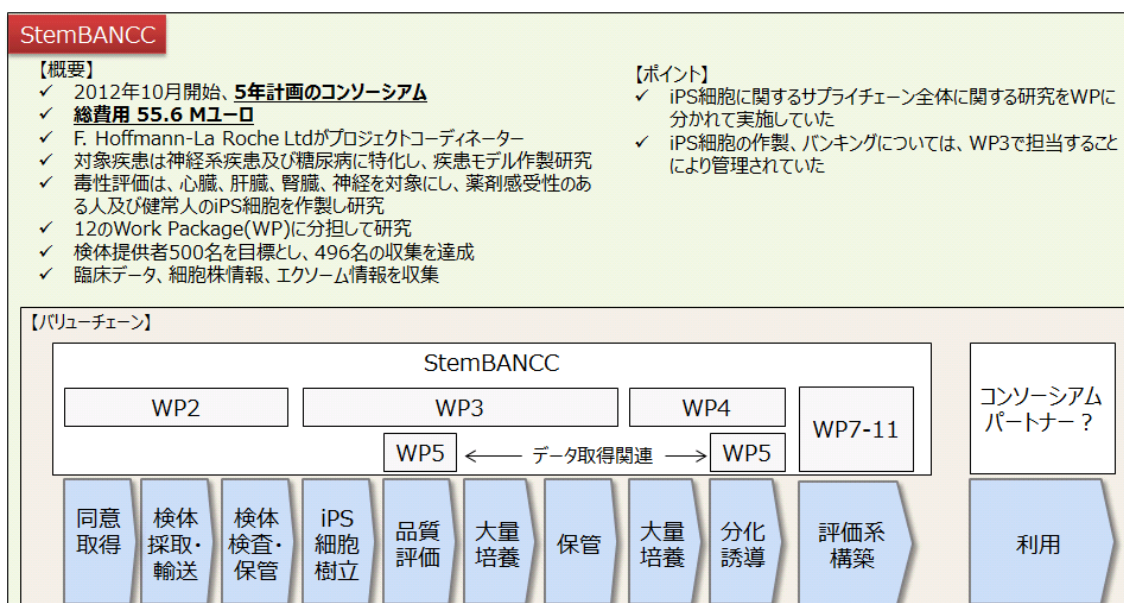 StemBANCC
【概要】
✓ 2012年10月開始、5年計画のコンソーシアム
✓ 総費用 55.6 Mユーロ
✓ F. Hoffmann-La Roche Ltdがプロジェクトコーディネーター
✓ 対象疾患は神経系疾患及び糖尿病に特化し、疾患モデル作製研究
✓ 毒性評価は、心臓、肝臓、腎臓、神経を対象にし、薬剤感受性のあ
る人及び健常人のiPS細胞を作製し研究
✓ 12のWork Package(WP)に分担して研究
✓ 検体提供者500名を目標とし、496名の収集を達成
✓ 臨床データ、細胞株情報、エクソーム情報を収集
【ポイント】
✓ iPS細胞に関するサプライチェーン全体に関する研究をWPに
分かれて実施していた
✓ iPS細胞の作製、バンキングについては、WP3で担当すること
により管理されていた
【バリューチェーン】
StemBANCC
WP2
WP3
WP4
WP7-11
WP5
データ取得関連
WP5
コンソーシアム
パートナー？
同意
取得
検体
採取・
輸送
検体
検査・
保管
iPS
細胞
樹立
品質
評価
大量
培養
保管
大量
培養
分化
誘導
評価系
構築
利用